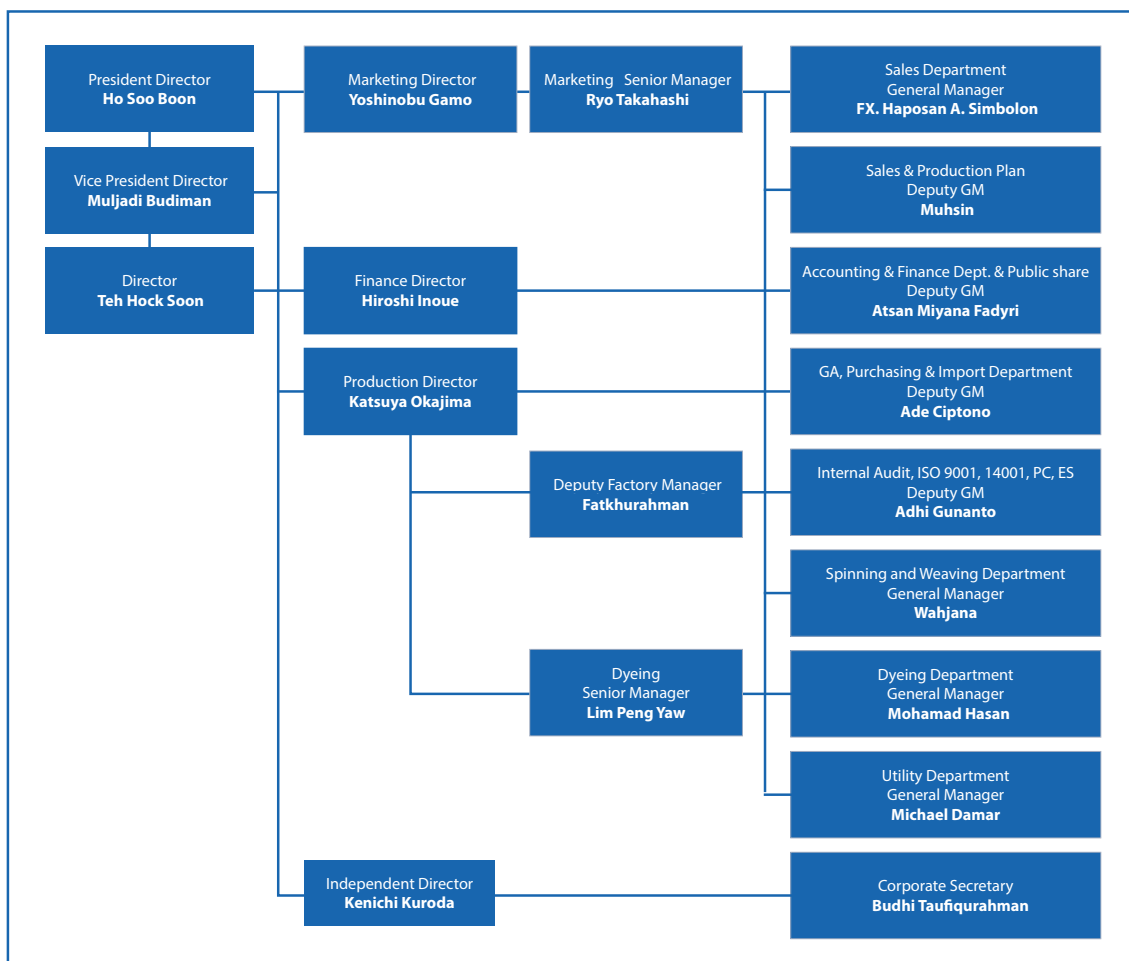 President Director
Ho Soo Boon
Marketing Director
Yoshinobu Gamo
Marketing Senior Manager
Ryo Takahashi
Sales Department
General Manager
FX. Haposan A. Simbolon
Vice President Director
Muljadi Budiman
Sales & Production Plan
Deputy GM
Muhsin
Director
Teh Hock Soon
Finance Director
Hiroshi Inoue
Accounting & Finance Dept. & Public share
Deputy GM
Atsan Miyana Fadyri
Production Director
Katsuya Okajima
GA, Purchasing & Import Department
Deputy GM
Ade Ciptono
Deputy Factory Manager
Fatkhurahman
Internal Audit, ISO 9001, 14001, PC, ES
Deputy GM
Adhi Gunanto
Spinning and Weaving Department
General Manager
Wahjana
Dyeing
Senior Manager
Lim Peng Yaw
Dyeing Department
General Manager
Mohamad Hasan
Utility Department
General Manager
Michael Damar
Independent Director
Kenichi Kuroda
Corporate Secretary
Budhi Taufiqurahman